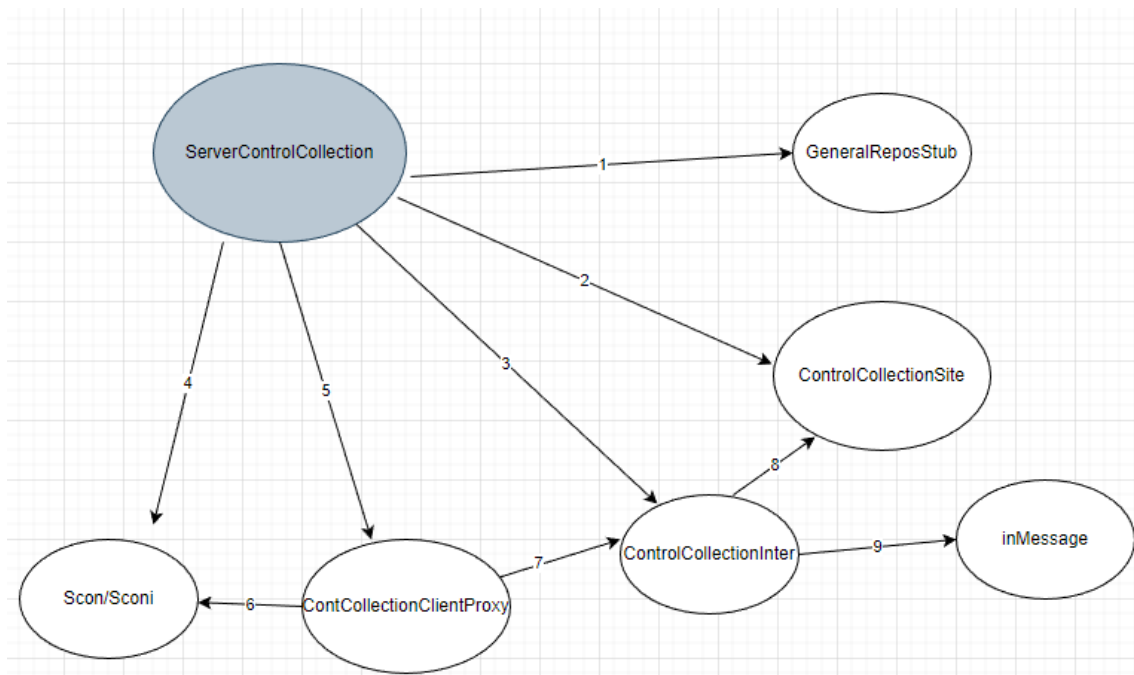 ServerControlCollection
GeneralReposStub
1
2
ControlCollectionSite
3
4
5
8
ControlCollectionInter
9
inMessage
7
Scon/Sconi
6
ContCollectionClientProxy